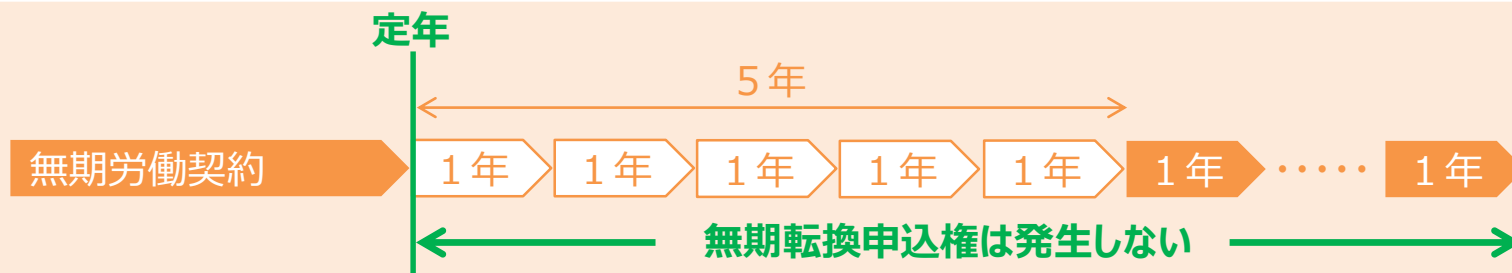 定年
５年
無期労働契約
１年
１年
１年
１年
１年
１年
・・・・・
１年
無期転換申込権は発生しない